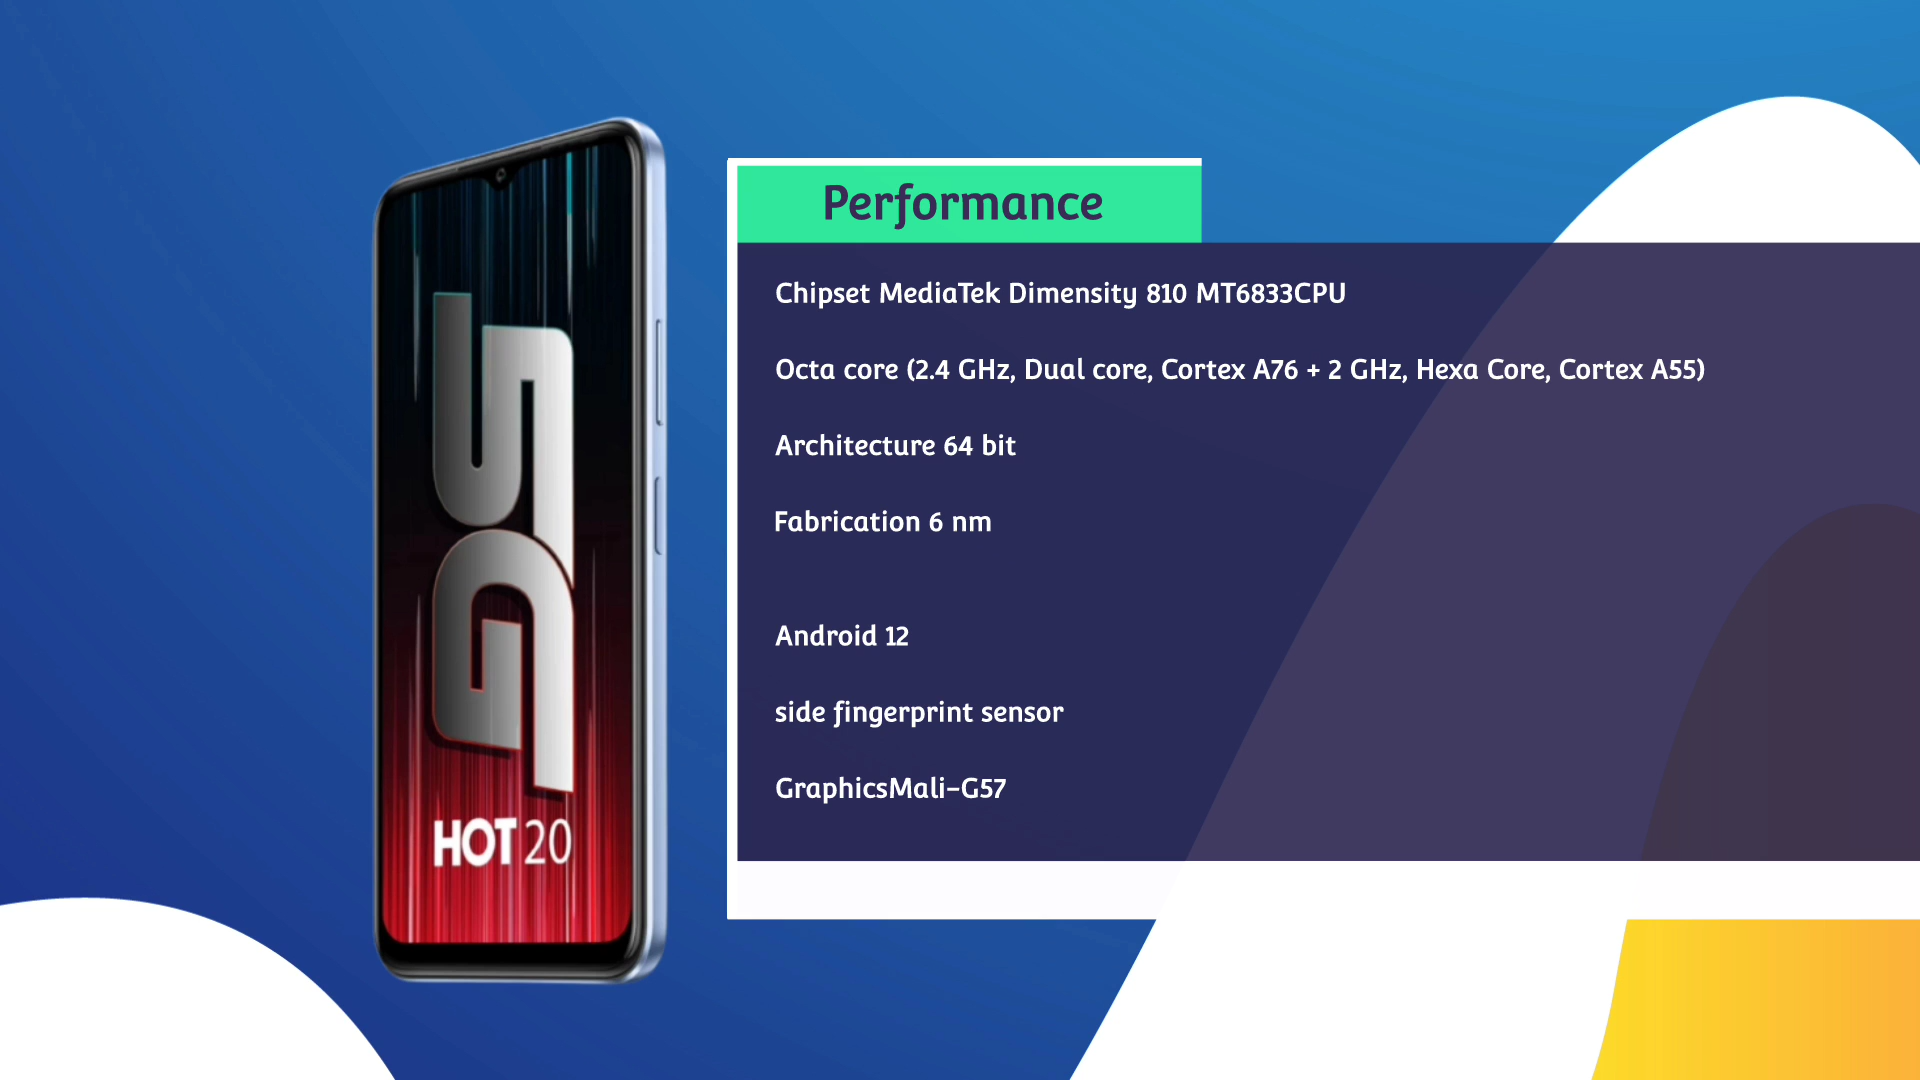 5G
HOT 20
Performance
Chipset MediaTek Dimensity 810 MT6833CPU
Octa core (2.4 GHz, Dual core, Cortex A76 + 2 GHz, Hexa Core, Cortex A55)
Architecture 64 bit
Fabrication 6 nm
Android 12
side fingerprint sensor
GraphicsMali-G57